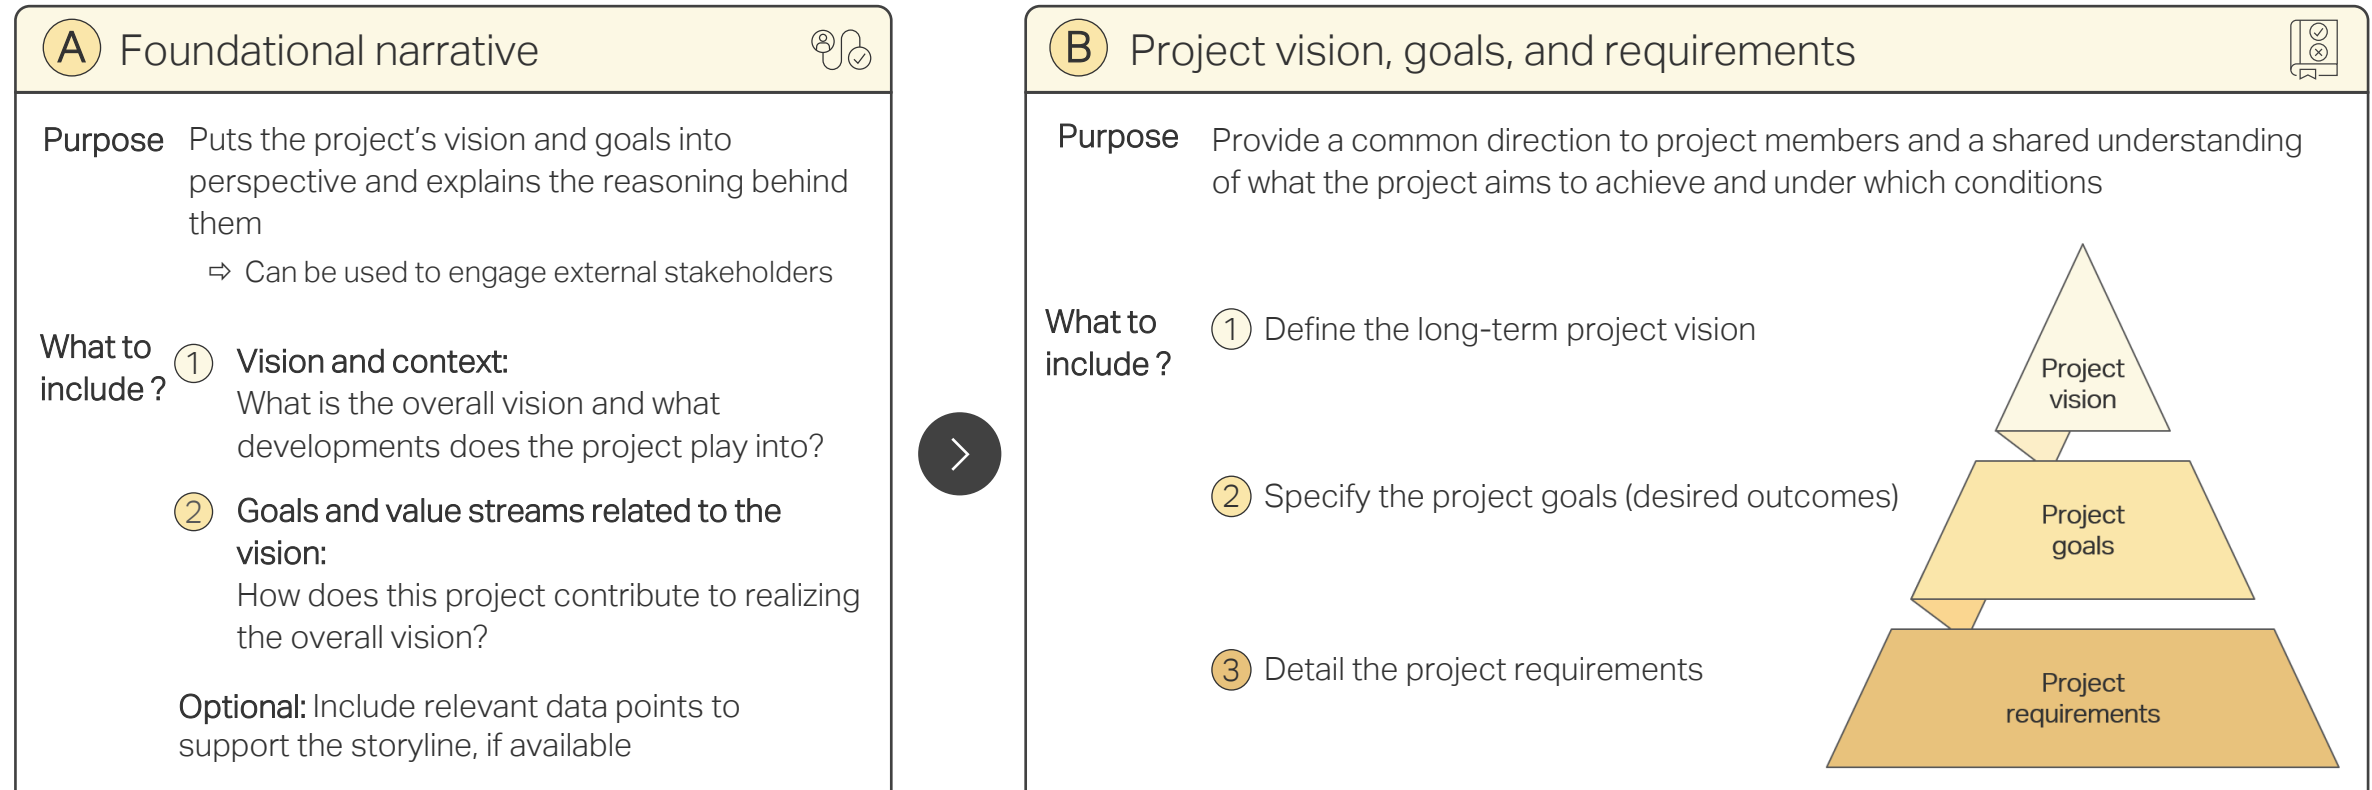 A Foundational narrative
Purpose Puts the project's vision and goals into
perspective and explains the reasoning behind
them
⇨ Can be used to engage external stakeholders
What to
include ?
1 Vision and context:
What is the overall vision and what
developments does the project play into?
2 Goals and value streams related to the
vision:
How does this project contribute to realizing
the overall vision?
Optional: Include relevant data points to
support the storyline, if available
B Project vision, goals, and requirements
Purpose Provide a common direction to project members and a shared understanding
of what the project aims to achieve and under which conditions
What to
include ?
1 Define the long-term project vision
2 Specify the project goals (desired outcomes)
3 Detail the project requirements
Project
vision
Project
goals
Project
requirements